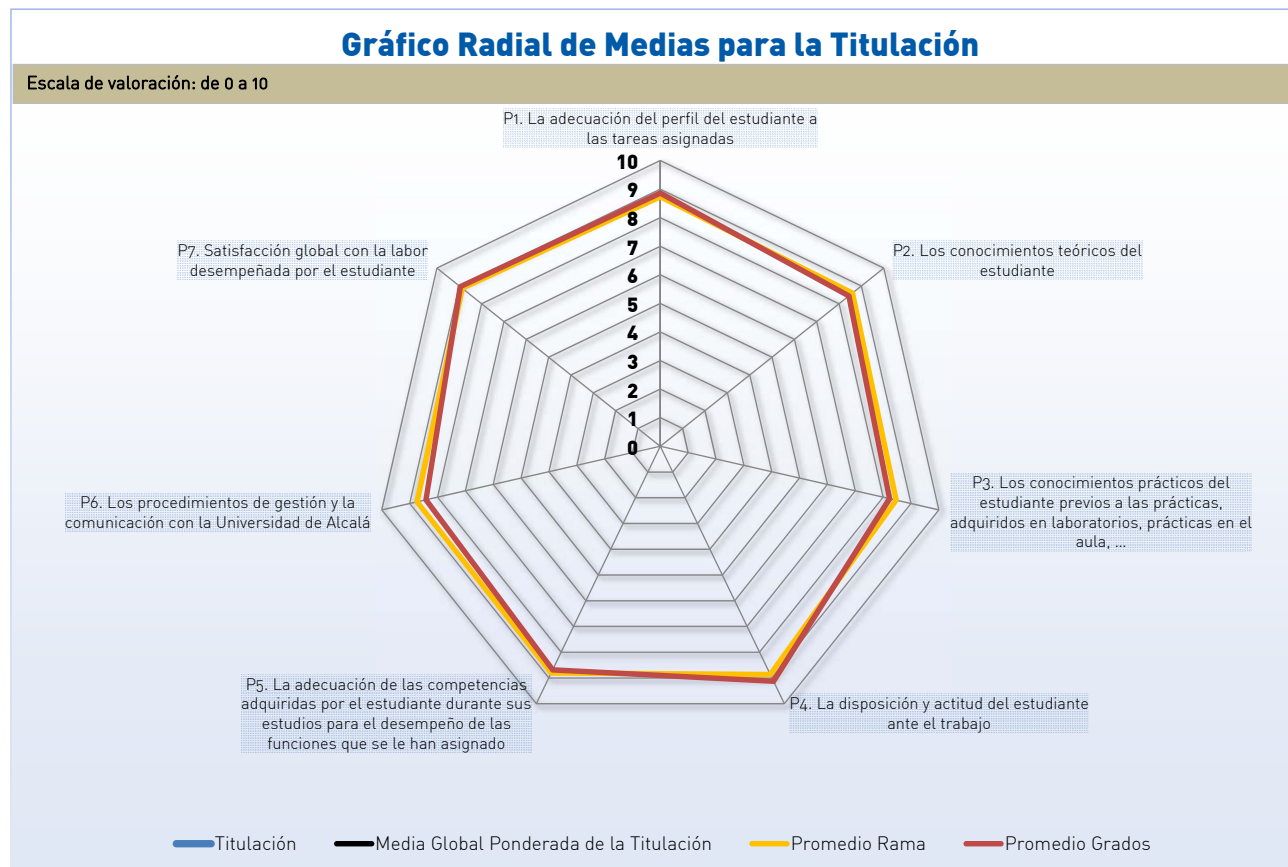 Gráfico Radial de Medias para la Titulación
Escala de valoración: de 0 a 10
P1. La adecuación del perfil del estudiante a
las tareas asignadas
10
9
8
7
6
5
4
3
2
1
0
P2. Los conocimientos teóricos del
estudiante
P3. Los conocimientos prácticos del
estudiante previos a las prácticas,
adquiridos en laboratorios, prácticas en el
aula, ...
P4. La disposición y actitud del estudiante
ante el trabajo
P5. La adecuación de las competencias
adquiridas por el estudiante durante sus
estudios para el desempeño de las
funciones que se le han asignado
P6. Los procedimientos de gestión y la
comunicación con la Universidad de Alcalá
P7. Satisfacción global con la labor
desempeñada por el estudiante
Titulación
Media Global Ponderada de la Titulación
Promedio Rama
Promedio Grados